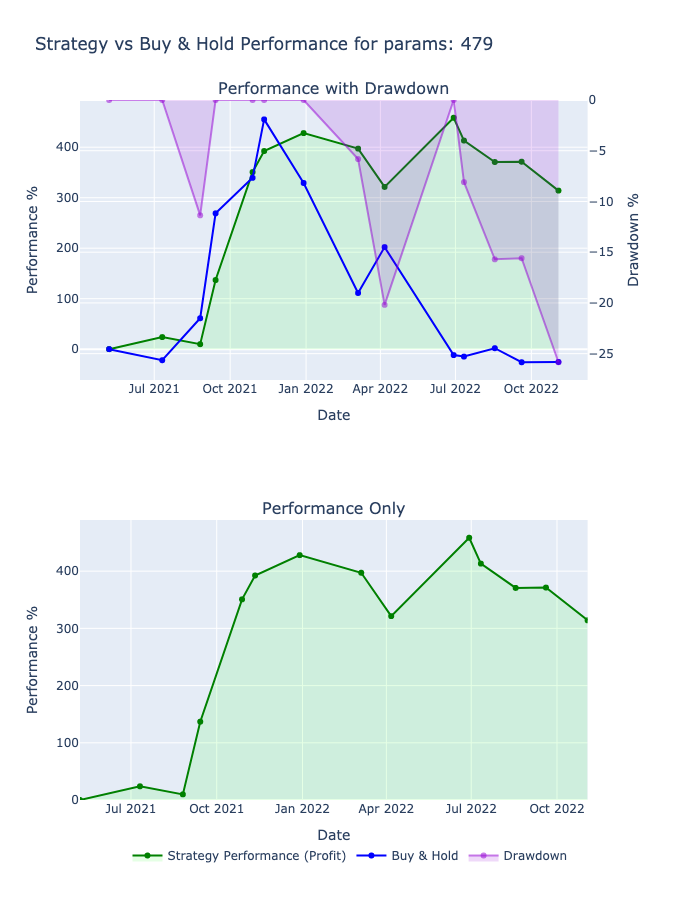 Strategy vs Buy & Hold Performance for params: 479
Performance with Drawdown
400
300
200
100
0
Performance %
0
−5
−10
−15
−20
−25
Drawdown %
Jul 2021
Oct 2021
Jan 2022
Apr 2022
Jul 2022
Oct 2022
Date
Performance Only
400
300
200
100
0
Performance %
Jul 2021
Oct 2021
Jan 2022
Apr 2022
Jul 2022
Oct 2022
Date
Strategy Performance (Profit)
Buy & Hold
Drawdown